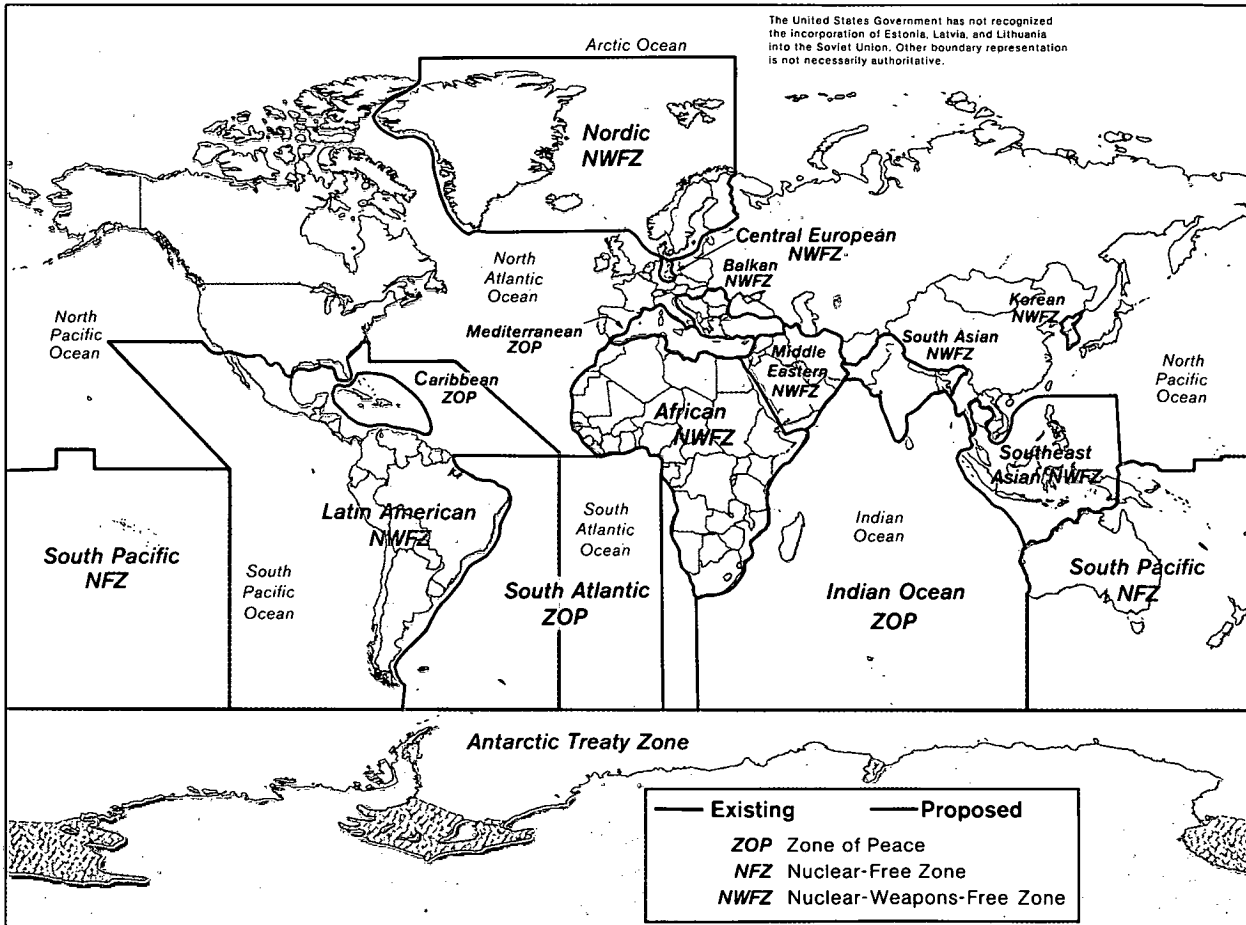 The United States Government has not recognized
the incorporation of Estonia, Latvia, and Lithuania
into the Soviet Union. Other boundary representation
is not necessarily authoritative.
Arctic Ocean
Nordic
NWFZ
Central European
NWFZ
Balkan
NWFZ
North
Atlantic
Ocean
North
Pacific
Ocean
Mediterranean
ZOP
Korean
NWFZ
South Asian
NWFZ
Middle
Eastern
NWFZ
North
Pacific
Ocean
Caribbean
ZOP
African
NWFZ
Southeast
Asian NWFZ
Latin American
NWFZ
South
Atlantic
Ocean
Indian
Ocean
South Pacific
NFZ
South
Pacific
Ocean
South Atlantic
ZOP
Indian Ocean
ZOP
South Pacific
NFZ
Antarctic Treaty Zone
Existing Proposed
ZOP Zone of Peace
NFZ Nuclear-Free Zone
NWFZ Nuclear-Weapons-Free Zone